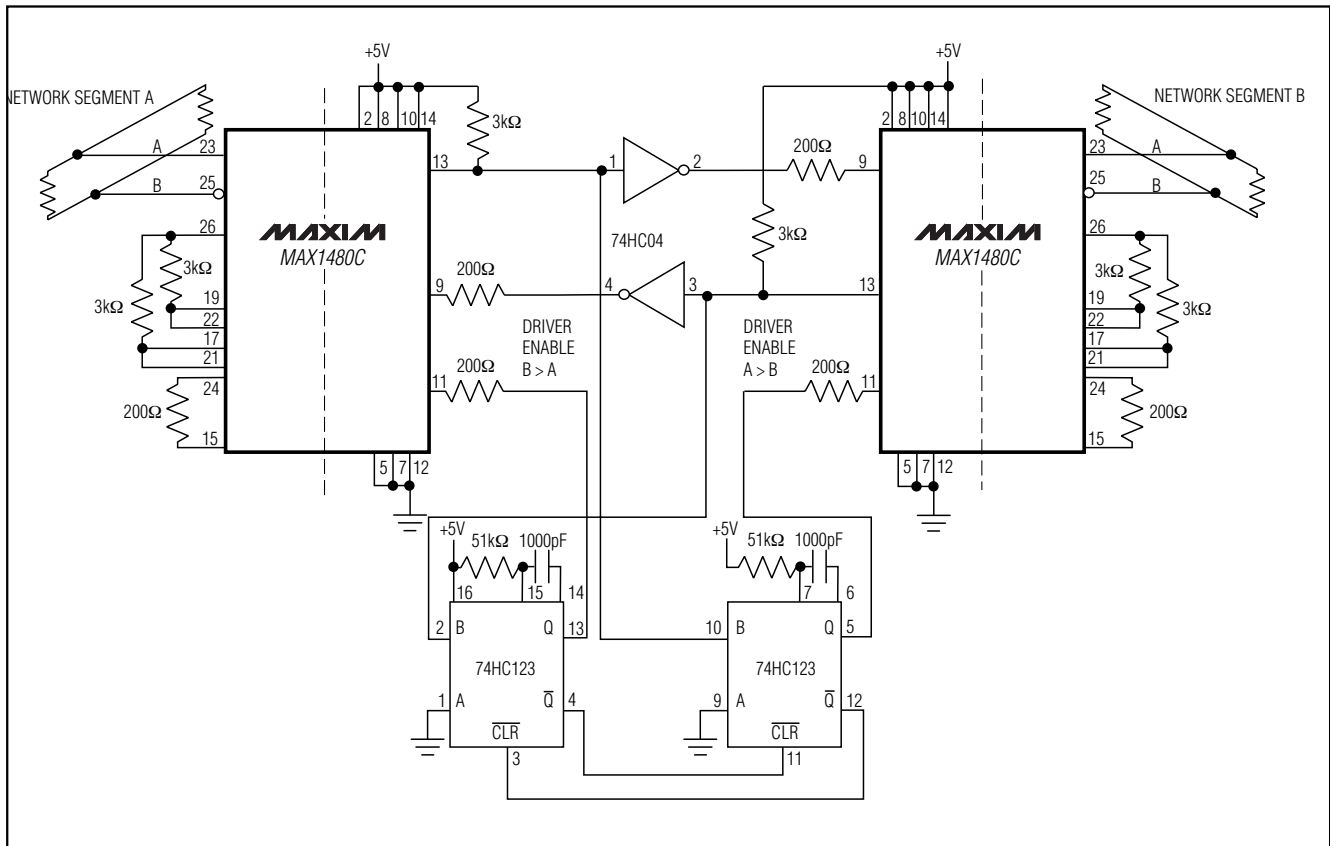 +5V
+5V
NETWORK SEGMENT A
NETWORK SEGMENT B
2 8 10 14
3kΩ
2 8 10 14
A 23
13
1
2
200Ω
9
23 A
B 25
25 B
MAXIM
MAX1480C
74HC04
3kΩ
MAXIM
MAX1480C
26
26
3kΩ
3kΩ
19
22
17
21
9
200Ω
4
3
13
3kΩ
3kΩ
19
22
17
21
DRIVER
ENABLE
B > A
DRIVER
ENABLE
A > B
200Ω
11
200Ω
11
24
200Ω
15
24
200Ω
15
5 7 12
5 7 12
+5V
51kΩ
1000pF
+5V
51kΩ
1000pF
16
15
14
7
6
2 B
Q 13
10 B
Q 5
74HC123
74HC123
1 A
Q 4
9 A
Q 12
CLR
CLR
3
11